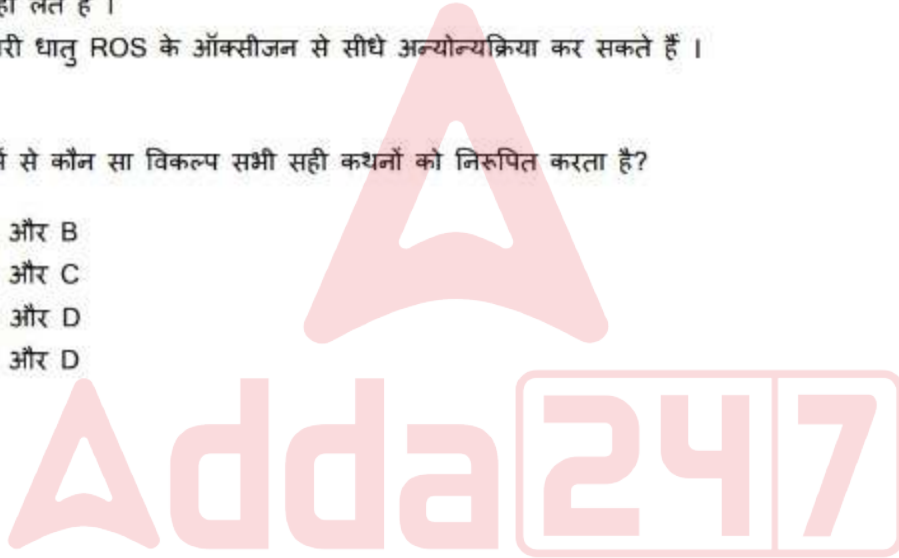 री धातु ROS के ऑक्सीजन से सीधे अन्योन्यक्रिया कर सकते हैं ।
से कौन सा विकल्प सभी सही कथनों को निरूपित करता है?
और B
और C
और D
और D
Adda247